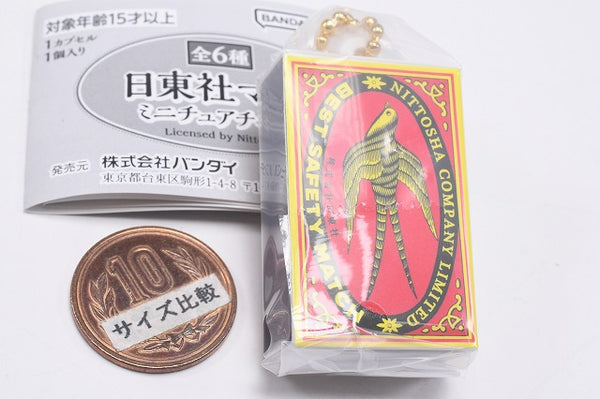 対象年齢15才以上
1カプセル
1個入り
BANDA
全6種
日東社マ
ミニチュアチ
Licensed by Nitto
発売元 株式会社バンダイ
東京都台東区駒形1-4-8 〒1
10
サイズ比較
NITTOSHA COMPANY LIMITED
BEST SAFETY MATCH